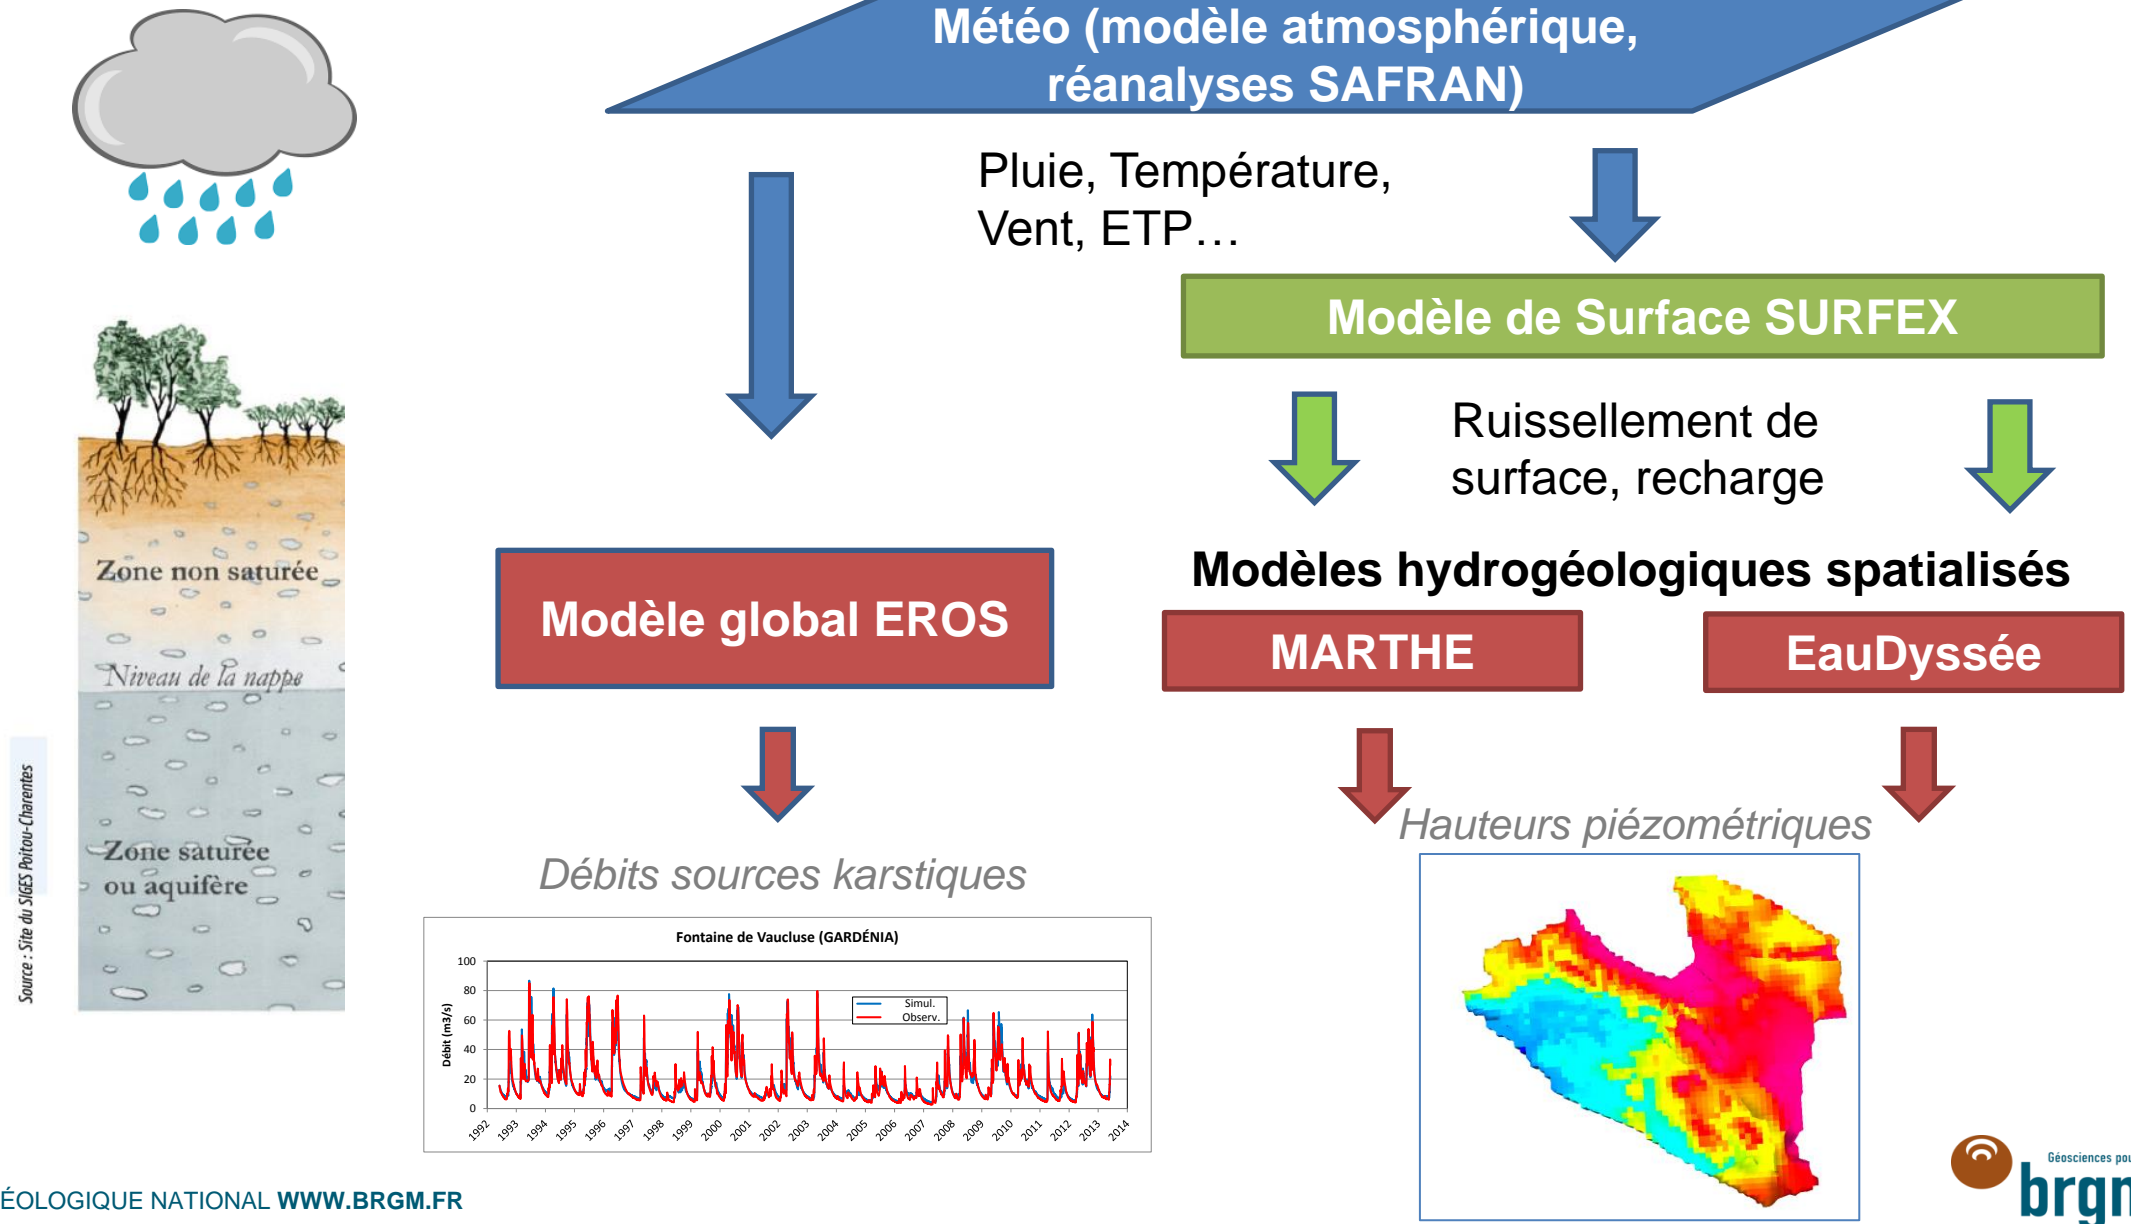 Météo (modèle atmosphérique,
réanalyses SAFRAN)
Pluie, Température,
Vent, ETP…
Modèle de Surface SURFEX
Ruissellement de
surface, recharge
Modèles hydrogéologiques spatialisés
Modèle global EROS
MARTHE
EauDyssée
Zone non saturée
Niveau de la nappe
Zone saturée
ou aquifère
Source : Site du SIGES Poitou-Charentes
Débits sources karstiques
Hauteurs piézométriques
Fontaine de Vaucluse (GARDÉNIA)
Débit (m3/s)
100
80
60
40
20
0
Simul.
Observ.
1992 1993 1994 1995 1996 1997 1998 1999 2000 2001 2002 2003 2004 2005 2006 2007 2008 2009 2010 2011 2012 2013 2014
ÉOLOGIQUE NATIONAL WWW.BRGM.FR
Géosciences pou
brgm